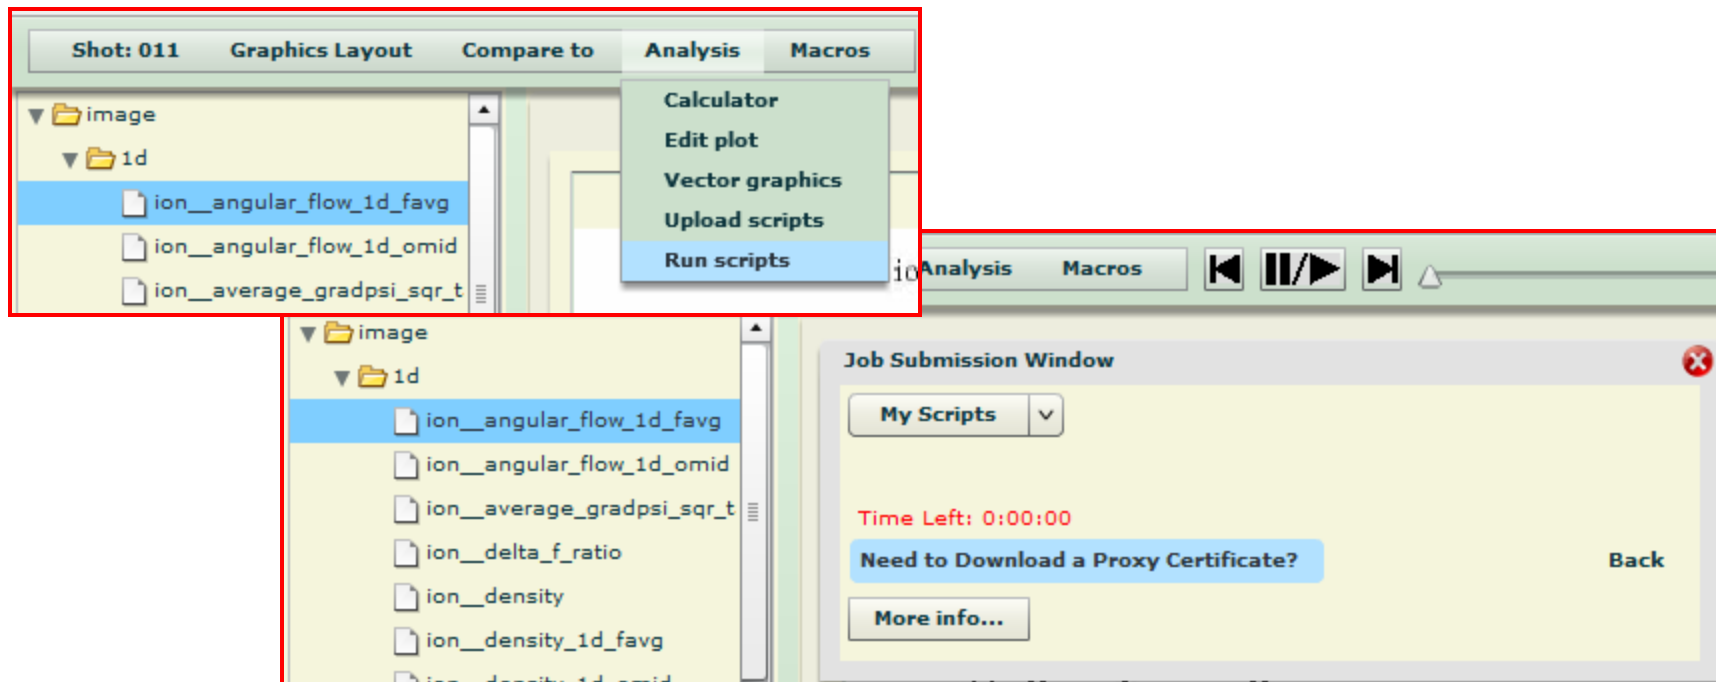 Shot: 011 Graphics Layout Compare to Analysis Macros
Calculator
Edit plot
Vector graphics
Upload scripts
Run scripts
image
1d
ion__angular_flow_1d_favg
ion__angular_flow_1d_omid
ion__average_gradpsi_sqr_t
io
Analysis Macros
image
1d
ion__angular_flow_1d_favg
ion__angular_flow_1d_omid
ion__average_gradpsi_sqr_t
ion__delta_f_ratio
ion__density
ion__density_1d_favg
Job Submission Window
My Scripts
Time Left: 0:00:00
Need to Download a Proxy Certificate?
Back
More info...